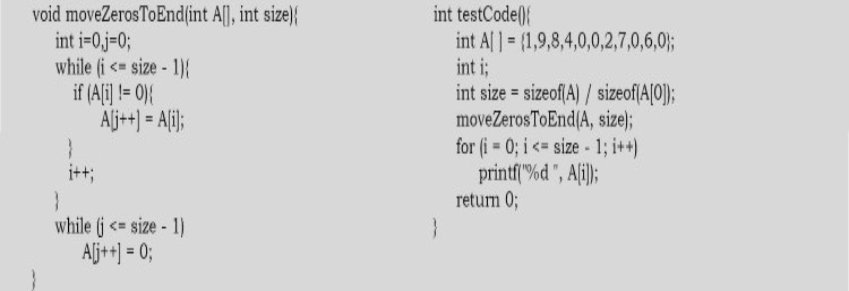 void moveZerosToEnd(int A[], int size){
int i=0,j=0;
while (i <= size - 1){
if (A[i] != 0){
A[j++] = A[i];
}
i++;
}
while (j <= size - 1)
A[j++] = 0;
}
int testCode(){
int A[ ] = {1,9,8,4,0,0,2,7,0,6,0};
int i;
int size = sizeof(A) / sizeof(A[0]);
moveZerosToEnd(A, size);
for (i = 0; i <= size - 1; i++)
printf("%d ", A[i]);
return 0;
}